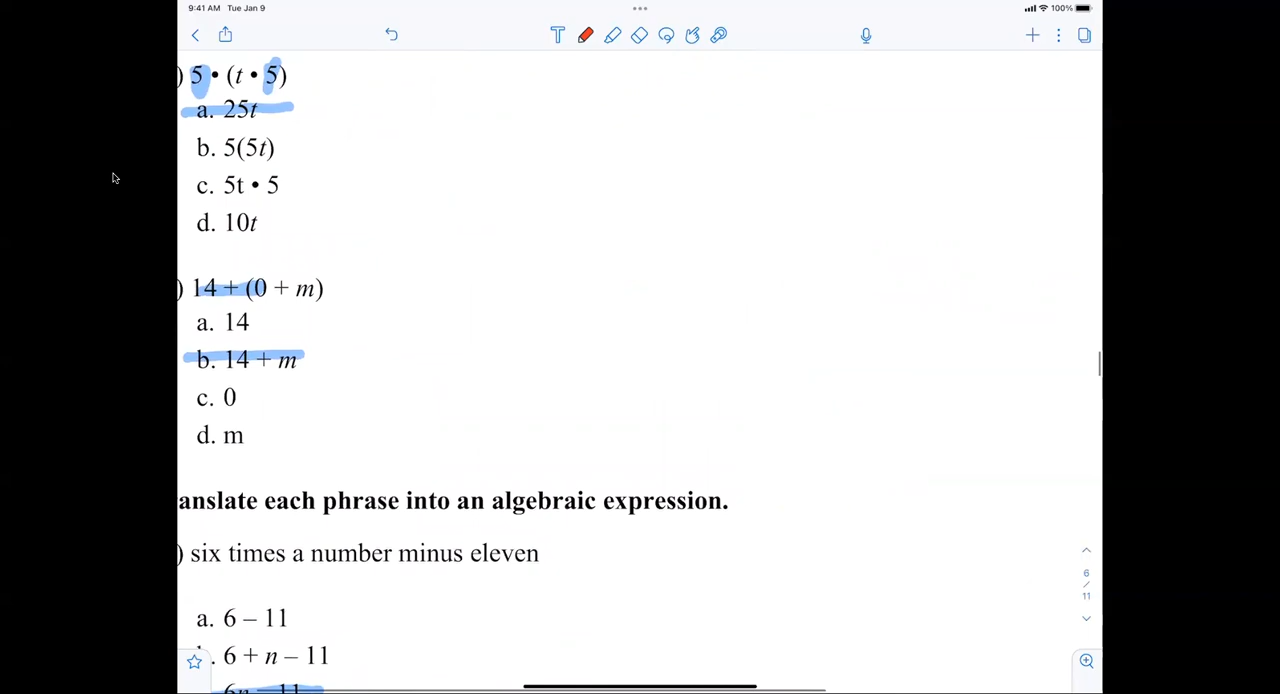 9:41 AM Tue Jan 9
100%
) 5 • (t • 5)
a. 25t
b. 5(5t)
c. 5t • 5
d. 10t
) 14 + (0 + m)
a. 14
b. 14 + m
c. 0
d. m
anslate each phrase into an algebraic expression.
) six times a number minus eleven
6
/
11
a. 6 – 11
. 6 + n – 11
6n – 11